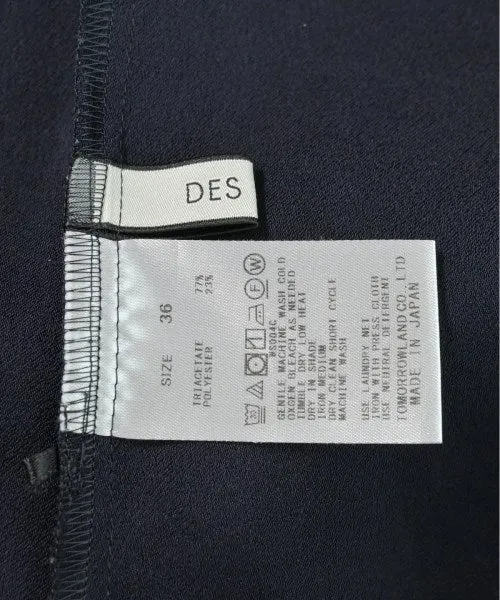 DES
SIZE 36
TRIACETATE 77%
POLYESTER 23%
WS004C
GENTLE MACHINE WASH COLD
OXGEN BLEACH AS NEEDED
TUMBLE DRY LOW HEAT
DRY IN SHADE
IRON MEDIUM
DRY CLEAN SHORT CYCLE
MACHINE WASH
USE LAUNDRY NET
IRON WITH PRESS CLOTH
USE NEUTRAL DETERGENT
TOMORROWLAND CO., LTD
MADE IN JAPAN